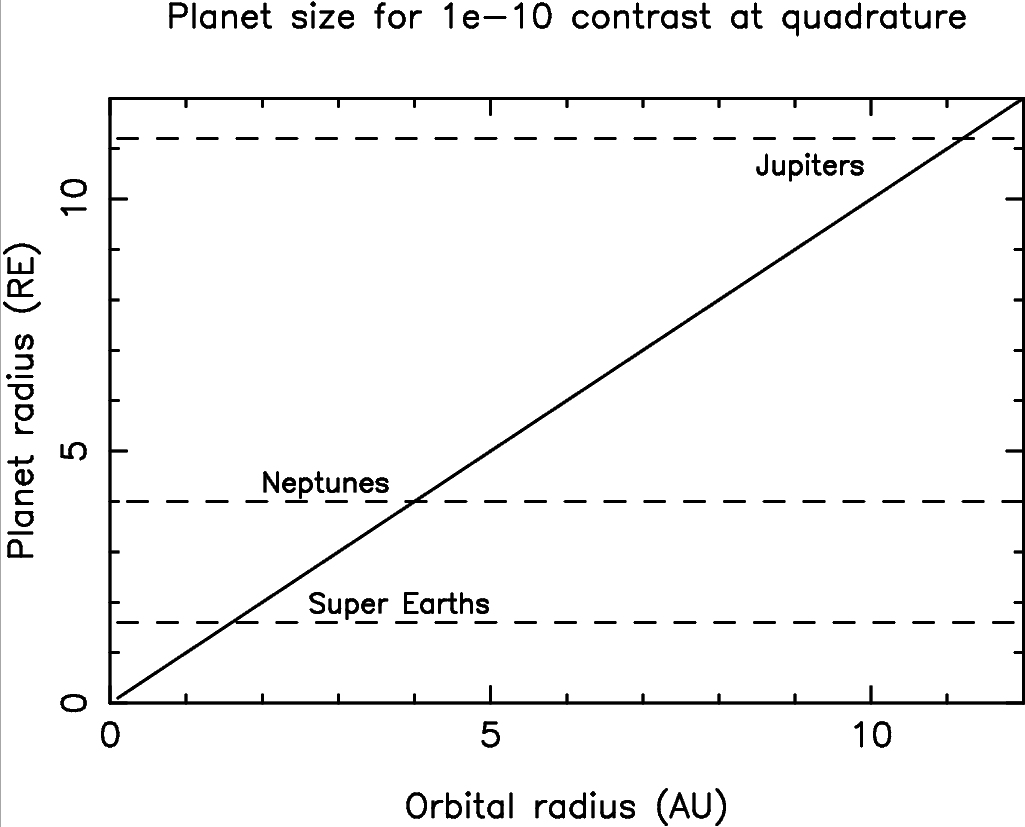 Planet size for 1e−10 contrast at quadrature
Jupiters
10
Planet radius (RE)
5
Neptunes
Super Earths
0
0 5 10
Orbital radius (AU)